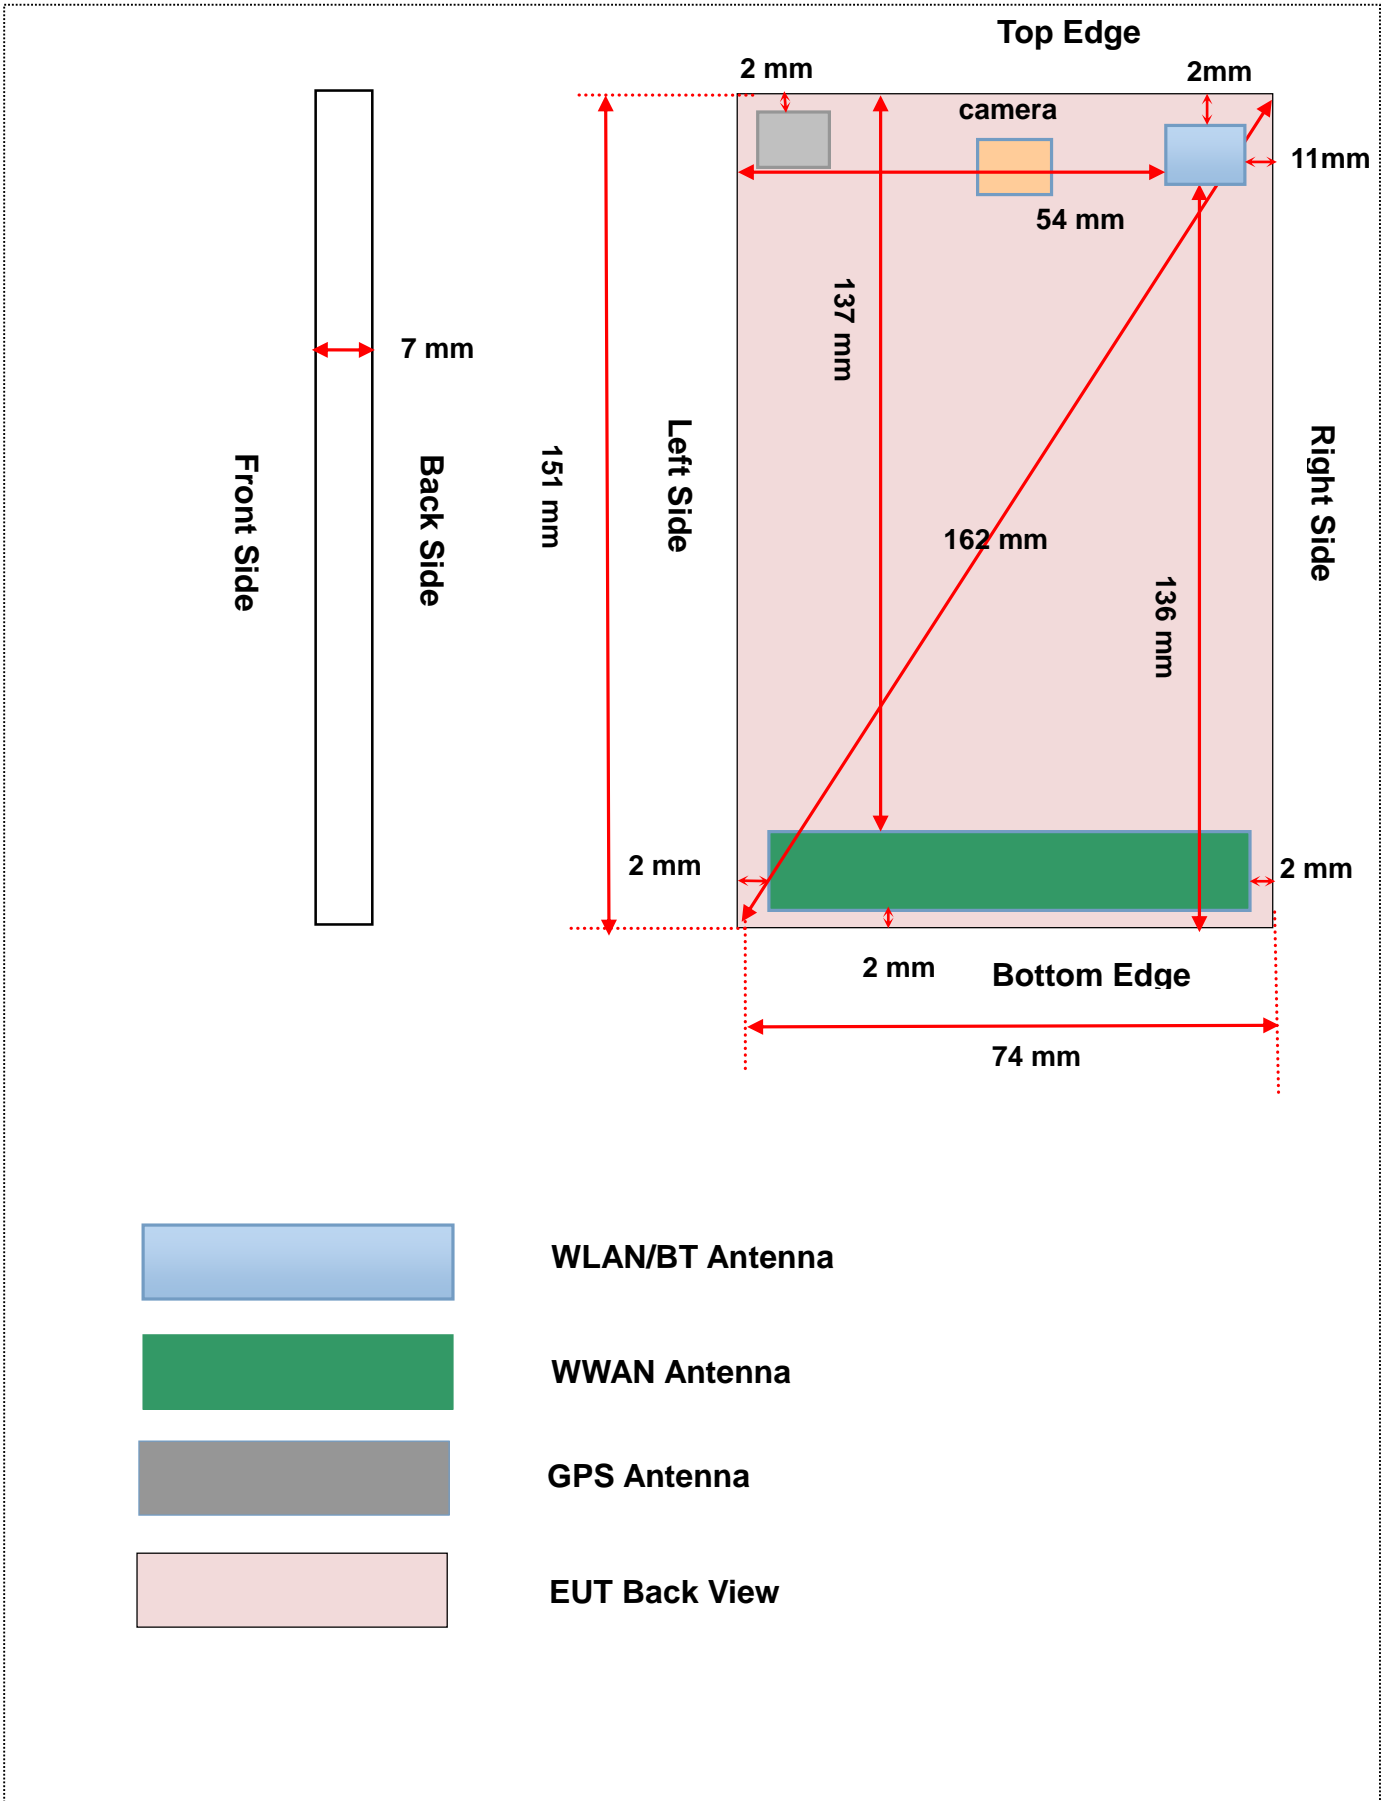 Top Edge
2 mm
2mm
camera
11mm
54 mm
137 mm
7 mm
Left Side
Right Side
151 mm
Front Side
Back Side
162 mm
136 mm
2 mm
2 mm
2 mm
Bottom Edge
74 mm
WLAN/BT Antenna
WWAN Antenna
GPS Antenna
EUT Back View